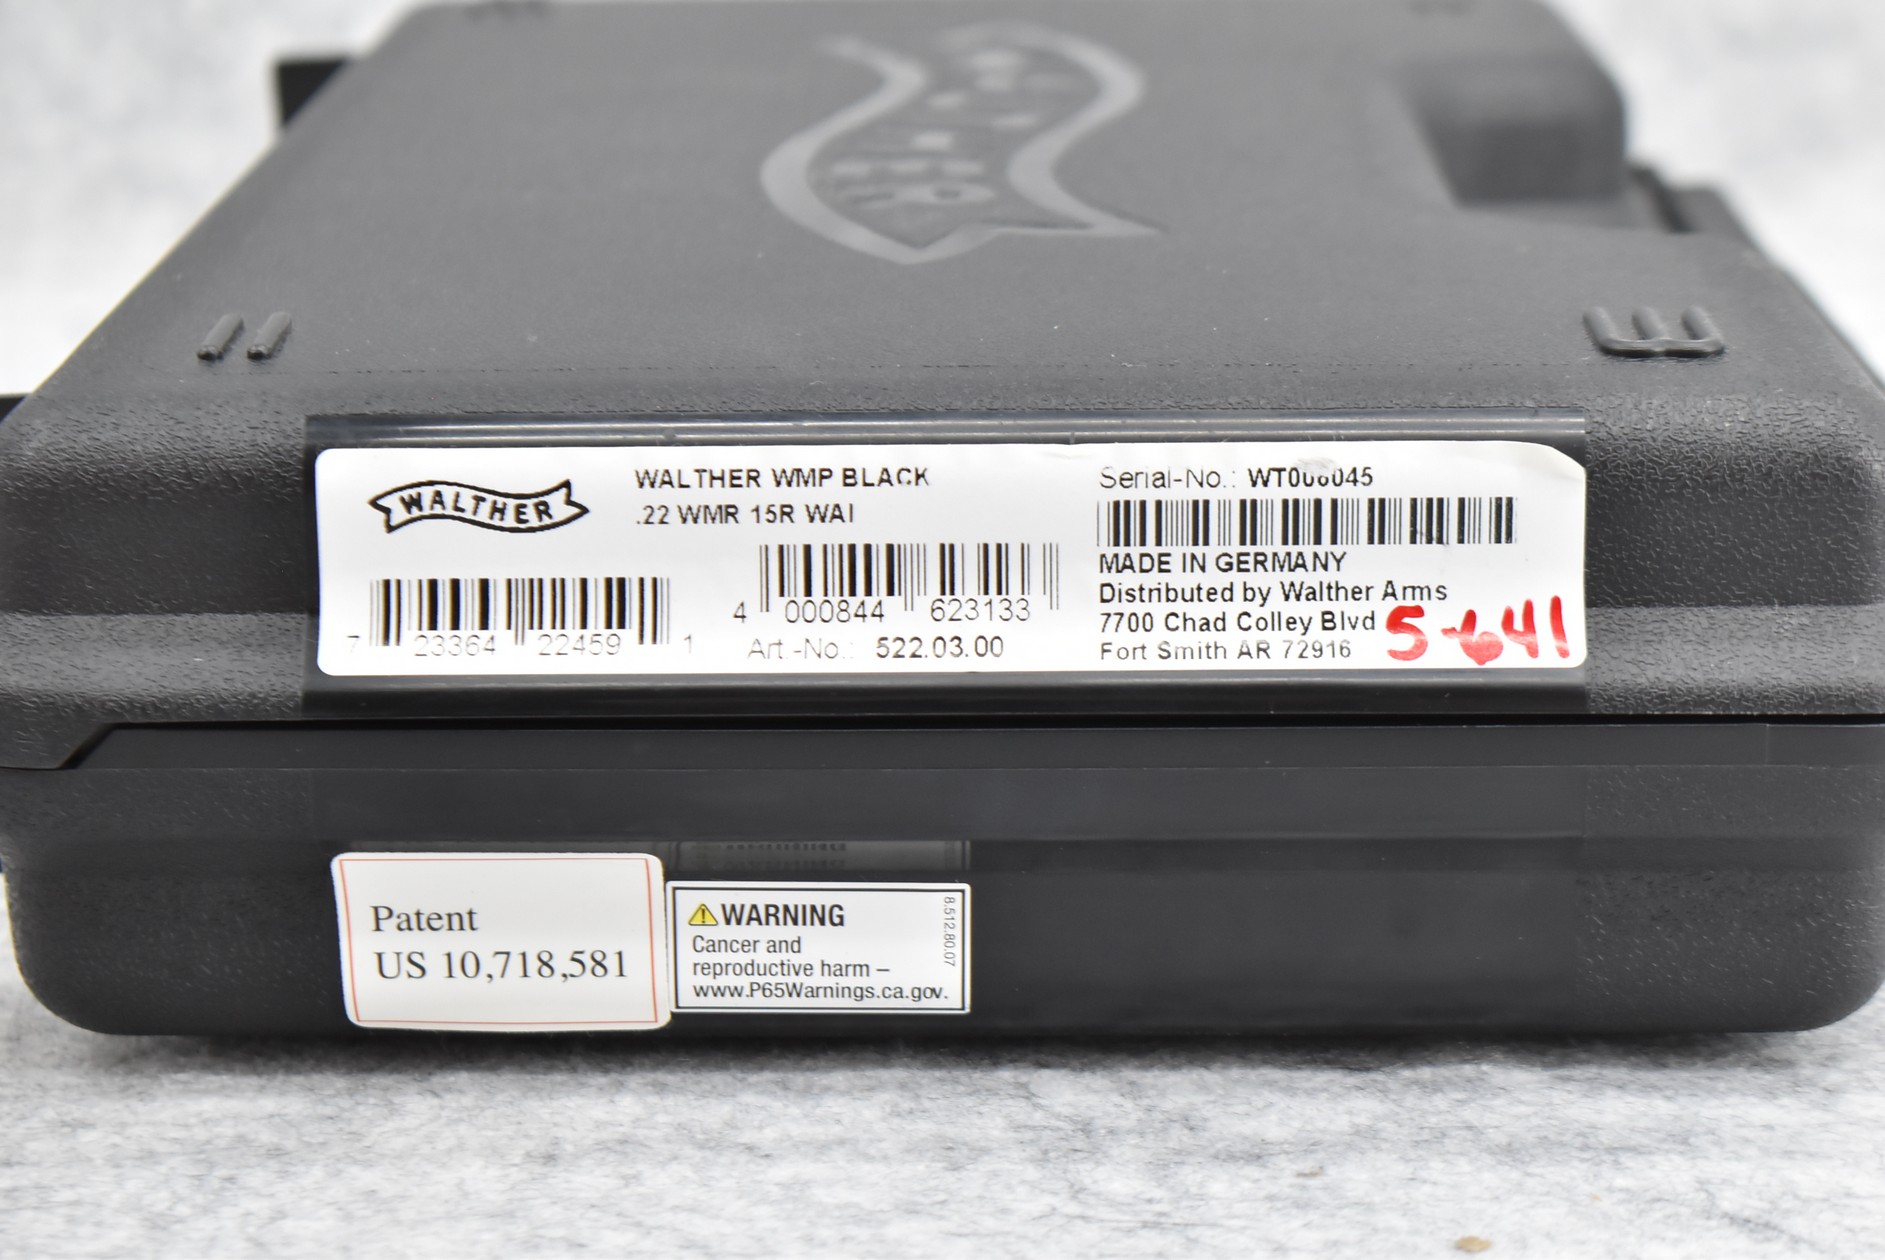 WALTHER
WALTHER
WALTHER WMP BLACK
.22 WMR 15R WAI
7 23364 22459 1
4 000844 623133
Art.-No.: 522.03.00
Serial-No.:
MADE IN GERMANY
Distributed by Walther Arms
7700 Chad Colley Blvd
Fort Smith AR 72916
Patent
US 10,718,581
WARNING
Cancer and
reproductive harm –
www.P65Warnings.ca.gov.
8.512.80.07